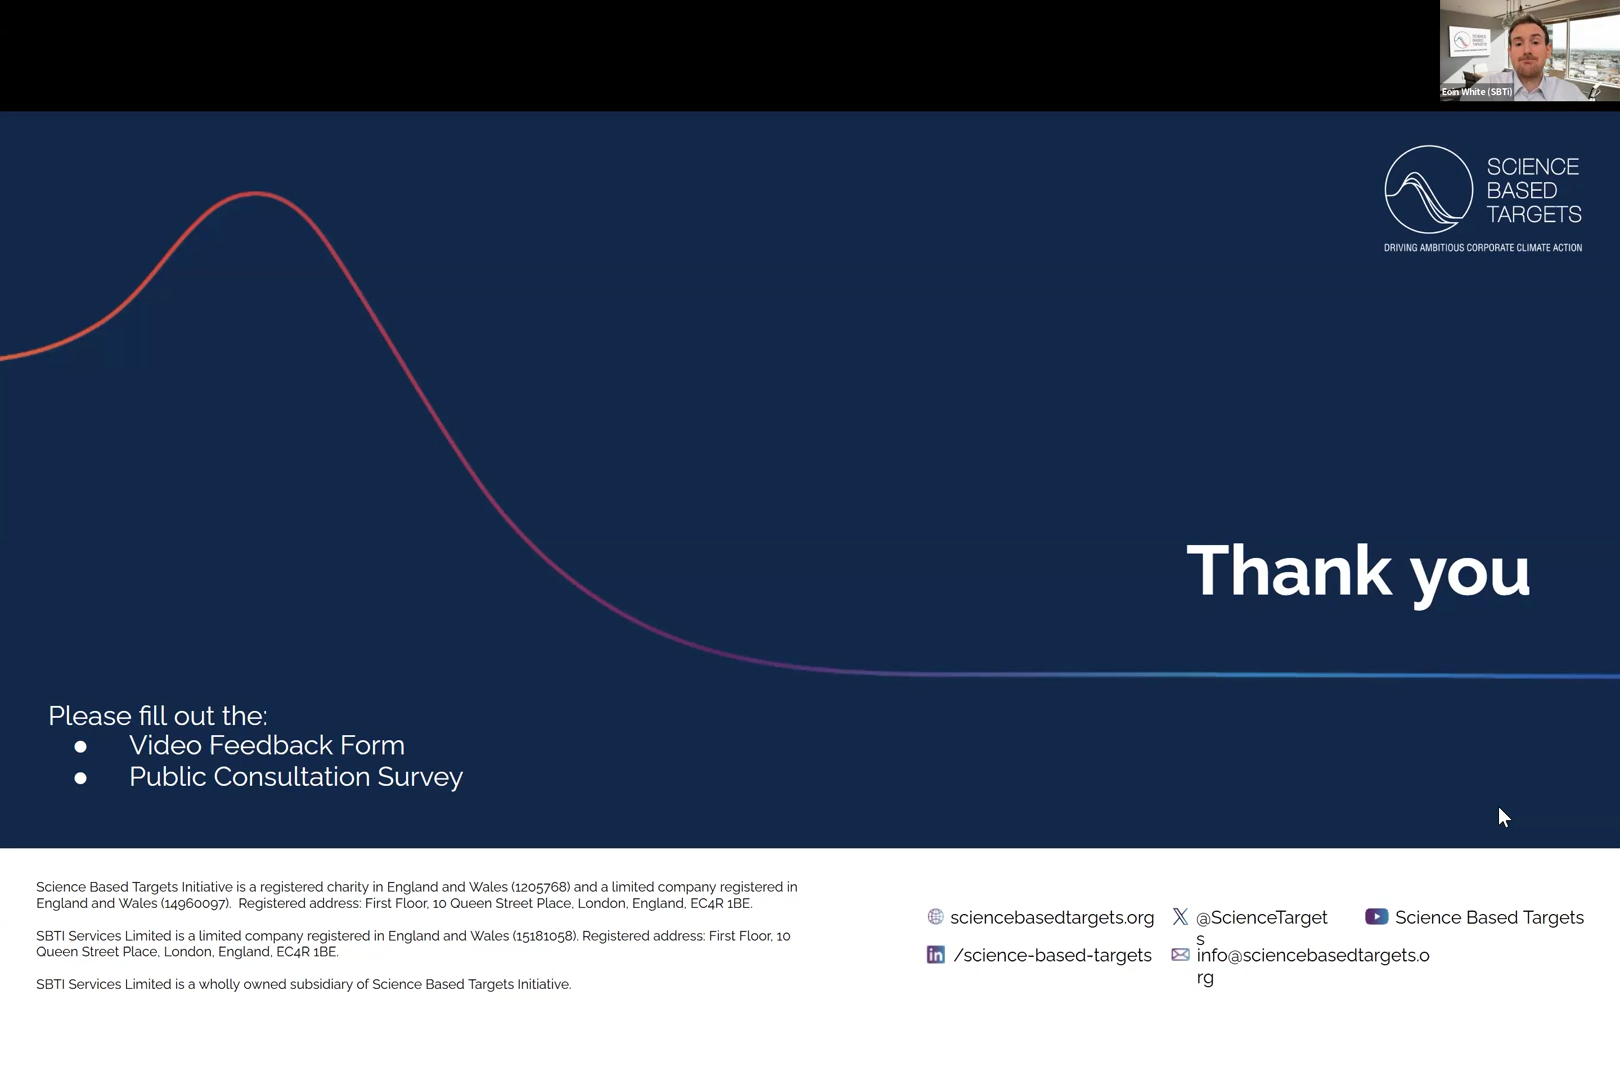 Eoin White (SBTi)
SCIENCE
BASED
TARGETS
DRIVING AMBITIOUS CORPORATE CLIMATE ACTION
Thank you
Please fill out the:
● Video Feedback Form
● Public Consultation Survey
Science Based Targets Initiative is a registered charity in England and Wales (1205768) and a limited company registered in
England and Wales (14960097). Registered address: First Floor, 10 Queen Street Place, London, England, EC4R 1BE.
SBTI Services Limited is a limited company registered in England and Wales (15181058). Registered address: First Floor, 10
Queen Street Place, London, England, EC4R 1BE.
SBTI Services Limited is a wholly owned subsidiary of Science Based Targets Initiative.
sciencebasedtargets.org
@ScienceTarget
s
Science Based Targets
/science-based-targets
info@sciencebasedtargets.o
rg